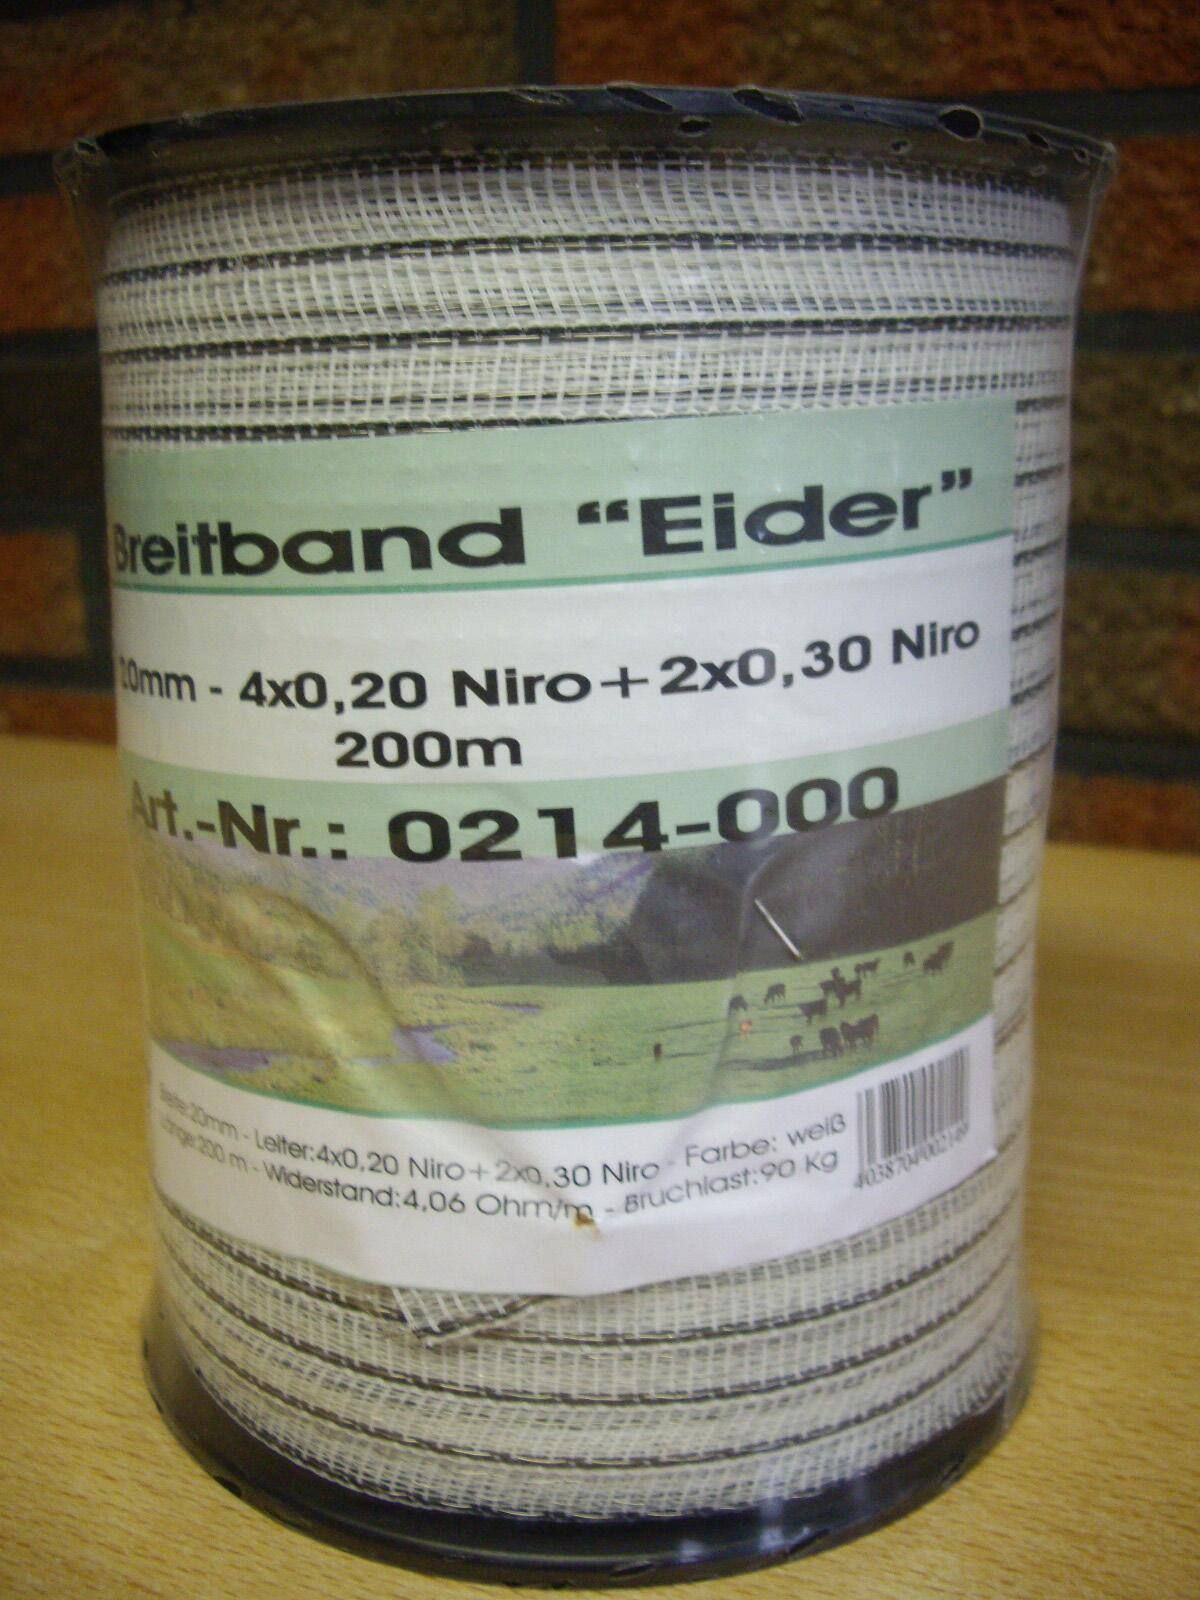 Breitband “Eider”
20mm - 4x0,20 Niro+2x0,30 Niro
200m
Art.-Nr.: 0214-000
Breite:20mm - Leiter:4x0,20 Niro+2x0,30 Niro - Farbe: weiß
Länge:200 m - Widerstand:4,06 Ohm/m - Bruchlast:90 Kg
4038704002149